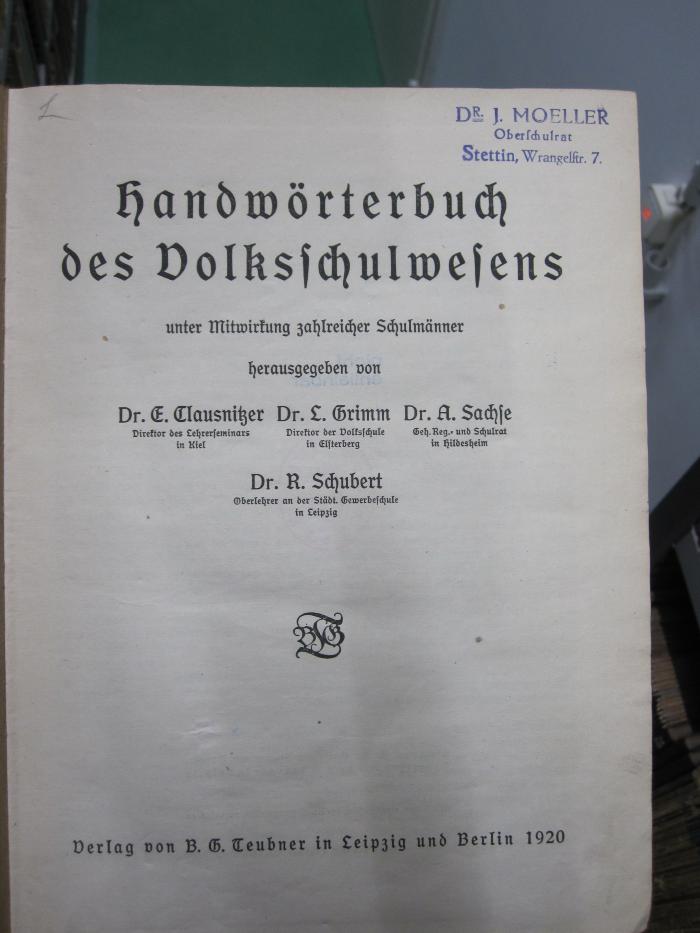 DR. J. MOELLER
Oberſchulrat
Stettin, Wrangelſtr. 7.
Handwörterbuch
des Volksſchulweſens
unter Mitwirkung zahlreicher Schulmänner
herausgegeben von
Dr. E. Clausnitzer Dr. L. Grimm Dr. A. Sachſe
Direktor des Lehrerſeminars Direktor der Volksſchule Geh. Reg.- und Schulrat
in Kiel in Elſterberg in Hildesheim
Dr. R. Schubert
Oberlehrer an der Städt. Gewerbeſchule
in Leipzig
BTG
Verlag von B. G. Teubner in Leipzig und Berlin 1920